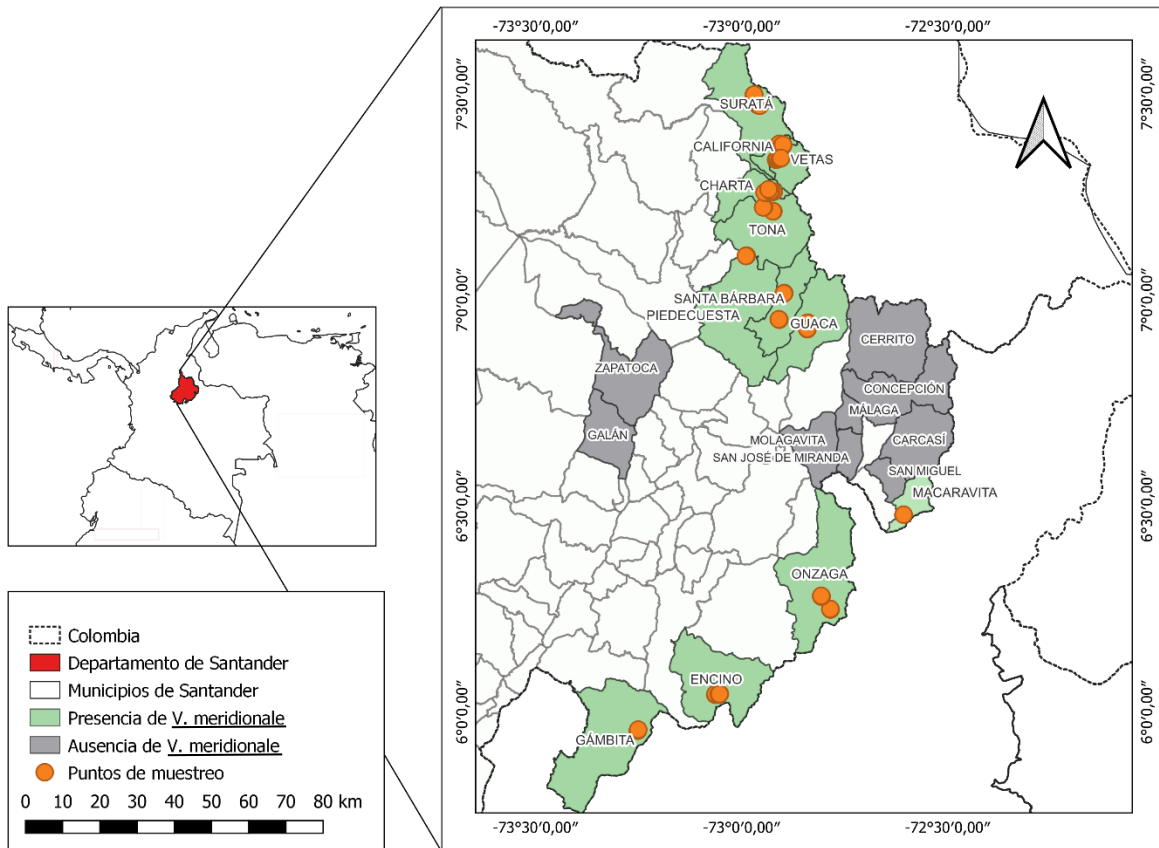 -73°30'0,00″ -73°0'0,00″ -72°30'0,00″
7°30'0,00″
7°0'0,00″
6°30'0,00″
6°0'0,00″
7°30'0,00″
7°0'0,00″
6°30'0,00″
6°0'0,00″
SURATÁ
CALIFORNIA
VETAS
CHARTA
TONA
SANTA BÁRBARA
PIEDECUESTA
GUACA
CERRITO
ZAPATOCA
CONCEPCIÓN
MÁLAGA
GALÁN
MOLAGAVITA
CARCASÍ
SAN JOSÉ DE MIRANDA
SAN MIGUEL
MACARAVITA
ONZAGA
ENCINO
GÁMBITA
-73°30'0,00″ -73°0'0,00″ -72°30'0,00″
Colombia
Departamento de Santander
Municipios de Santander
Presencia de V. meridionale
Ausencia de V. meridionale
Puntos de muestreo
0 10 20 30 40 50 60 70 80 km